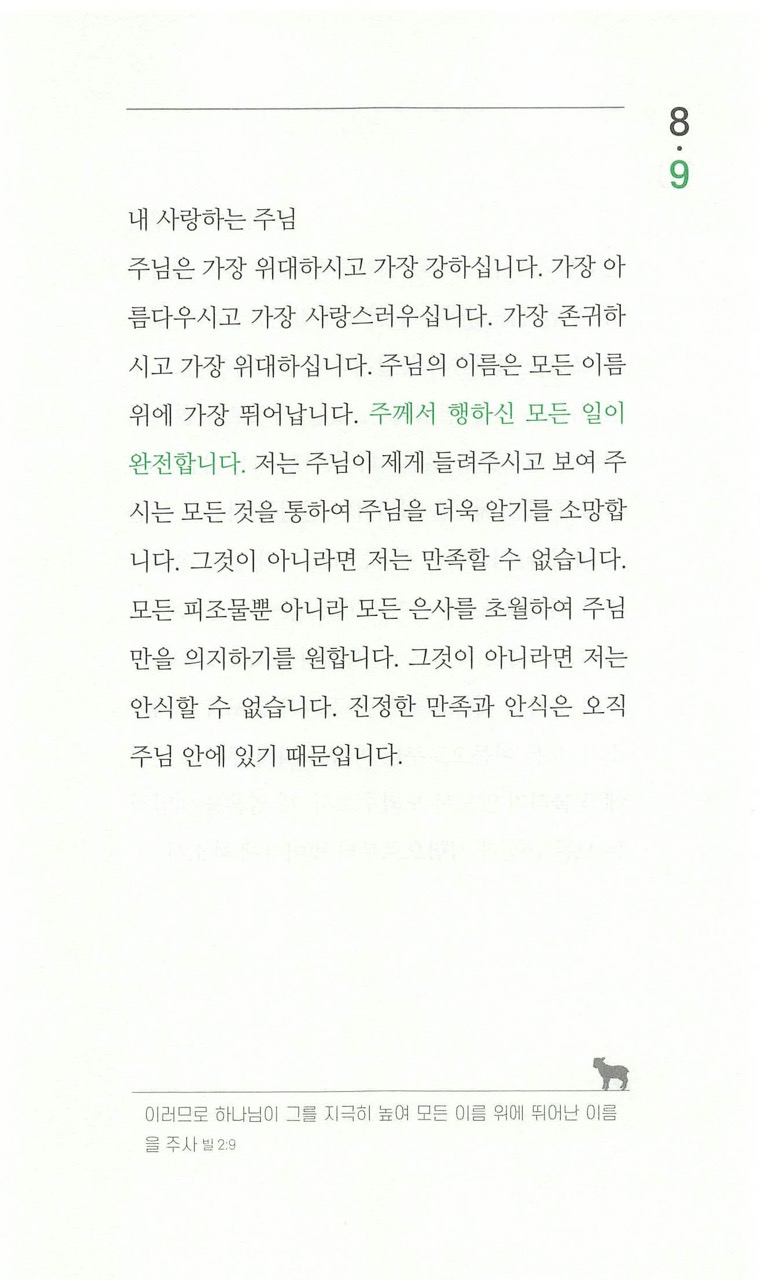 8
·
9
내 사랑하는 주님
주님은 가장 위대하시고 가장 강하십니다. 가장 아
름다우시고 가장 사랑스러우십니다. 가장 존귀하
시고 가장 위대하십니다. 주님의 이름은 모든 이름
위에 가장 뛰어납니다. 주께서 행하신 모든 일이
완전합니다. 저는 주님이 제게 들려주시고 보여 주
시는 모든 것을 통하여 주님을 더욱 알기를 소망합
니다. 그것이 아니라면 저는 만족할 수 없습니다.
모든 피조물뿐 아니라 모든 은사를 초월하여 주님
만을 의지하기를 원합니다. 그것이 아니라면 저는
안식할 수 없습니다. 진정한 만족과 안식은 오직
주님 안에 있기 때문입니다.
이러므로 하나님이 그를 지극히 높여 모든 이름 위에 뛰어난 이름
을 주사 빌 2:9